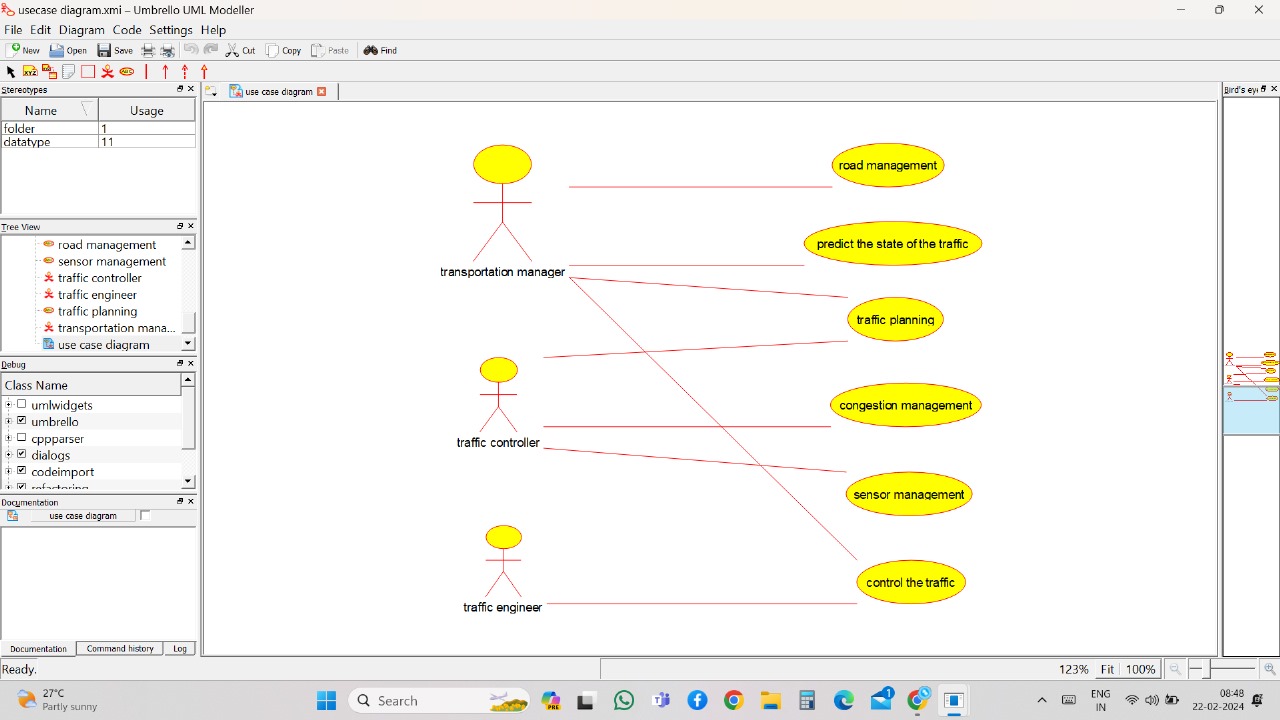 usecase diagram.xmi – Umbrello UML Modeller
File Edit Diagram Code Settings Help
New Open Save Cut Copy Paste Find
XYZ
Stereotypes
Name Usage
folder 1
datatype 11
Tree View
road management
sensor management
traffic controller
traffic engineer
traffic planning
transportation mana...
use case diagram
Debug
Class Name
umlwidgets
umbrello
cppparser
dialogs
codeimport
refactoring
Documentation
use case diagram
Documentation Command history Log
use case diagram
road management
predict the state of the traffic
transportation manager
traffic planning
congestion management
traffic controller
sensor management
control the traffic
traffic engineer
Bird's ey
Ready.
123% Fit 100%
27°C
Partly sunny
Search
PRE
1
ENG
IN
08:48
22-02-2024